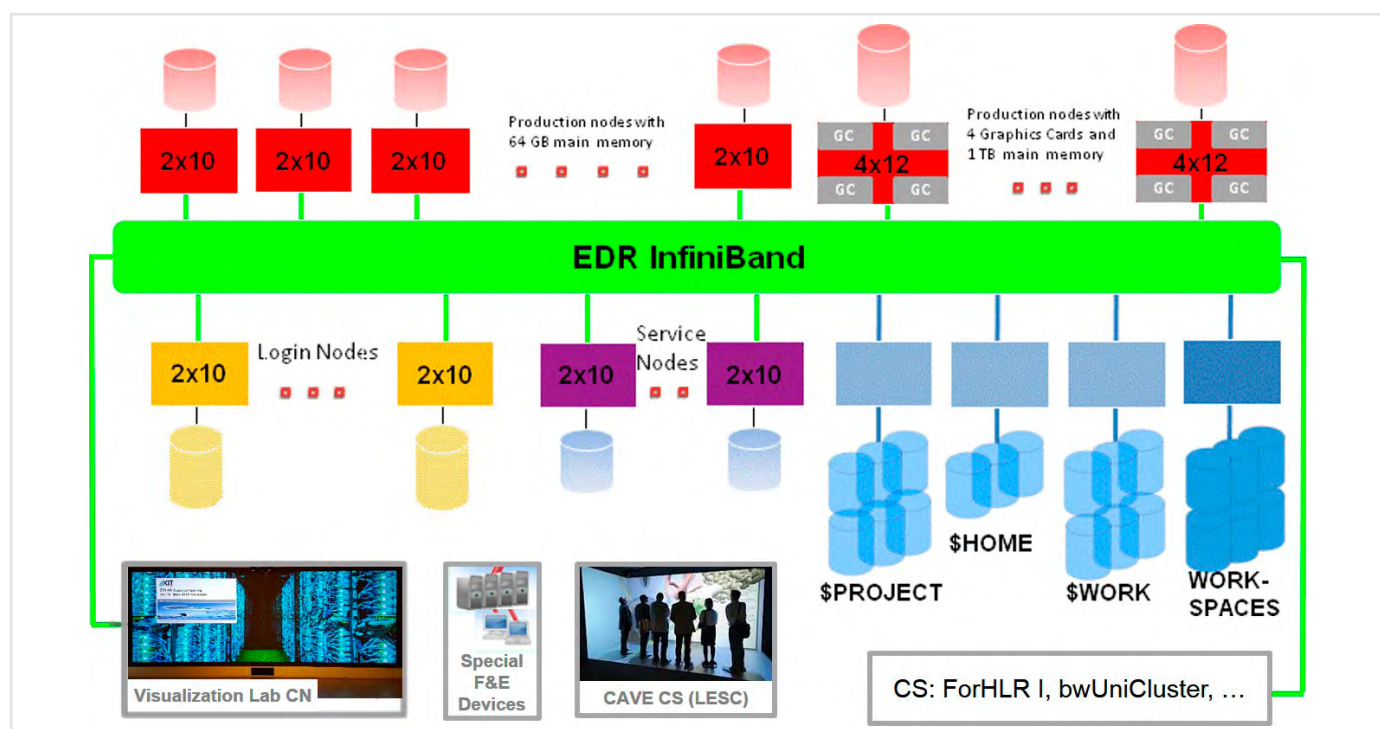 2x10
2x10
2x10
Production nodes with
64 GB main memory
2x10
GC
GC
4x12
GC
GC
Production nodes with
4 Graphics Cards and
1TB main memory
GC
GC
4x12
GC
GC
EDR InfiniBand
2x10
Login Nodes
2x10
2x10
Service
Nodes
2x10
$PROJECT
$HOME
$WORK
WORK-
SPACES
KIT
Visualization Lab CN
Special
F&E
Devices
CAVE CS (LESC)
CS: ForHLR I, bwUniCluster, …